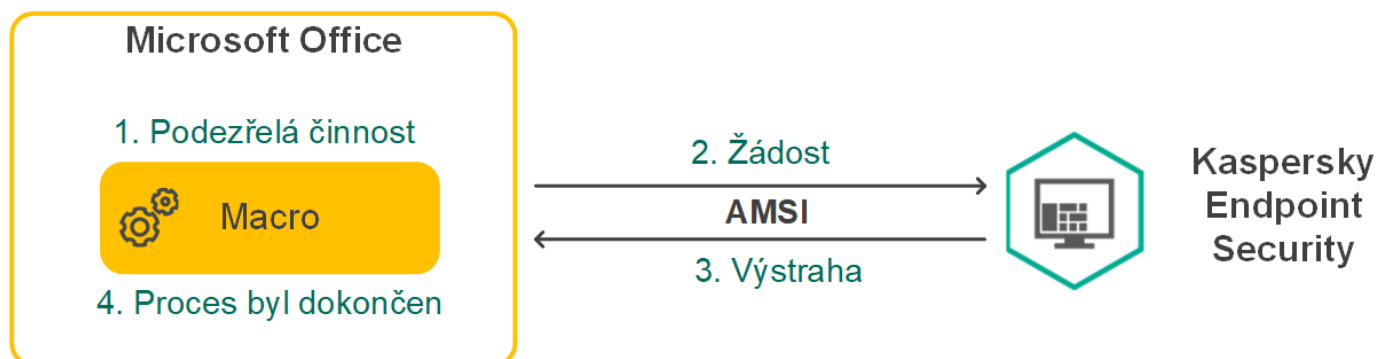 Microsoft Office
1. Podezřelá činnost
Macro
4. Proces byl dokončen
2. Žádost
AMSI
3. Výstraha
Kaspersky
Endpoint
Security